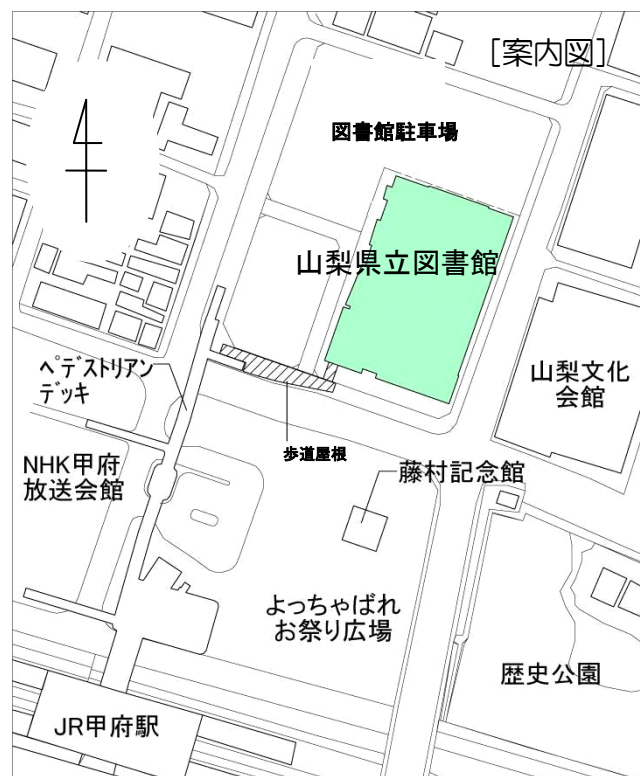 [案内図]
図書館駐車場
山梨県立図書館
ペデストリアン
デッキ
山梨文化
会館
歩道屋根
NHK甲府
放送会館
藤村記念館
よっちゃばれ
お祭り広場
歴史公園
JR甲府駅